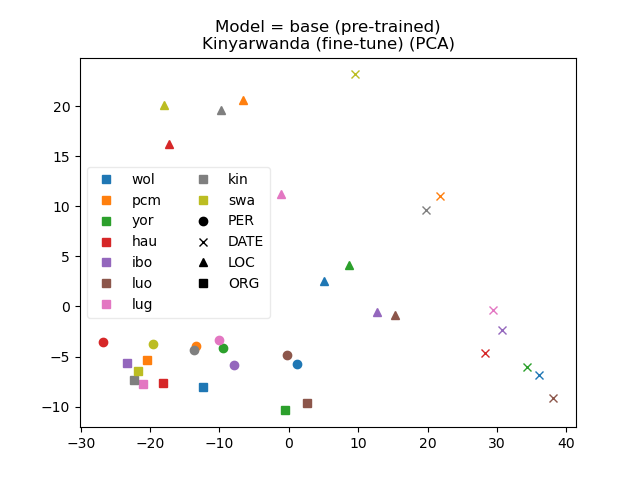 Model = base (pre-trained)
Kinyarwanda (fine-tune) (PCA)
20
15
10
5
0
−5
−10
wol
pcm
yor
hau
ibo
luo
lug
kin
swa
PER
DATE
LOC
ORG
−30 −20 −10 0 10 20 30 40